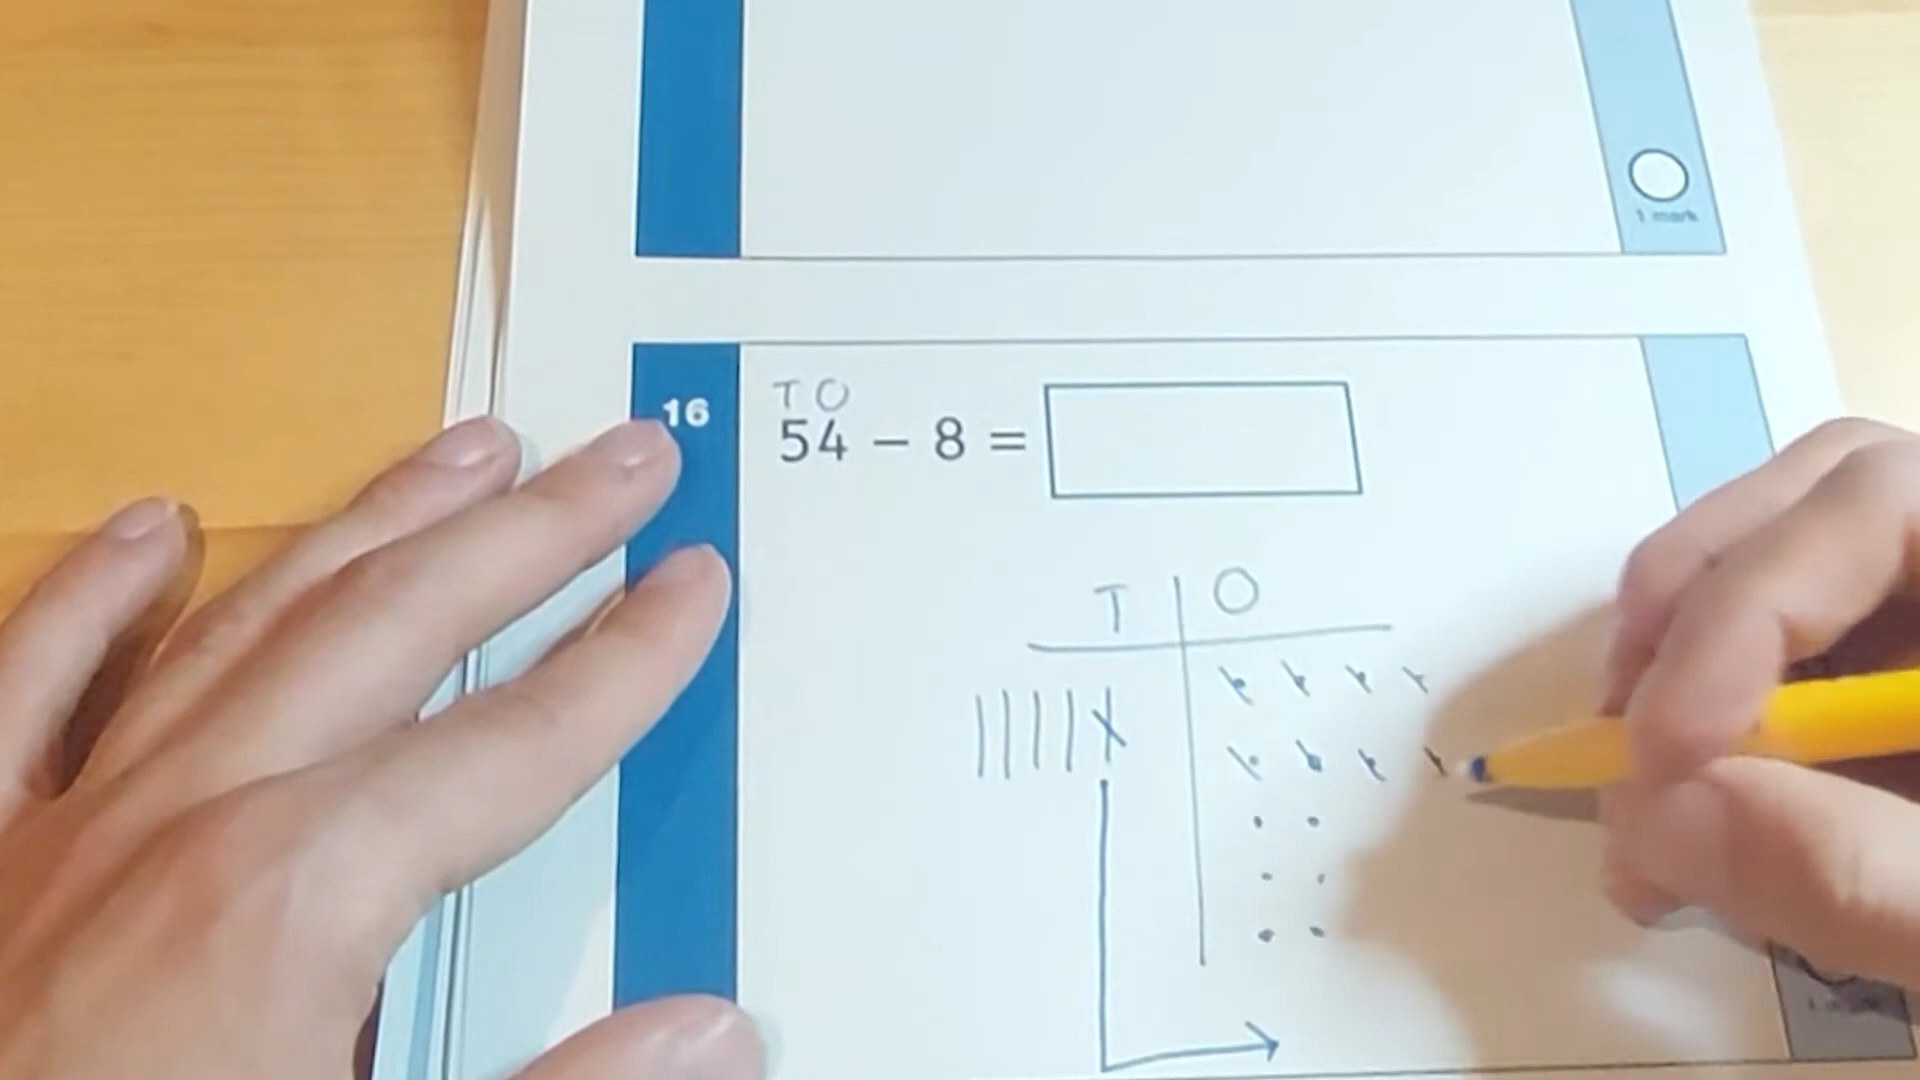 1 mark
16
T O
54 – 8 =
T O